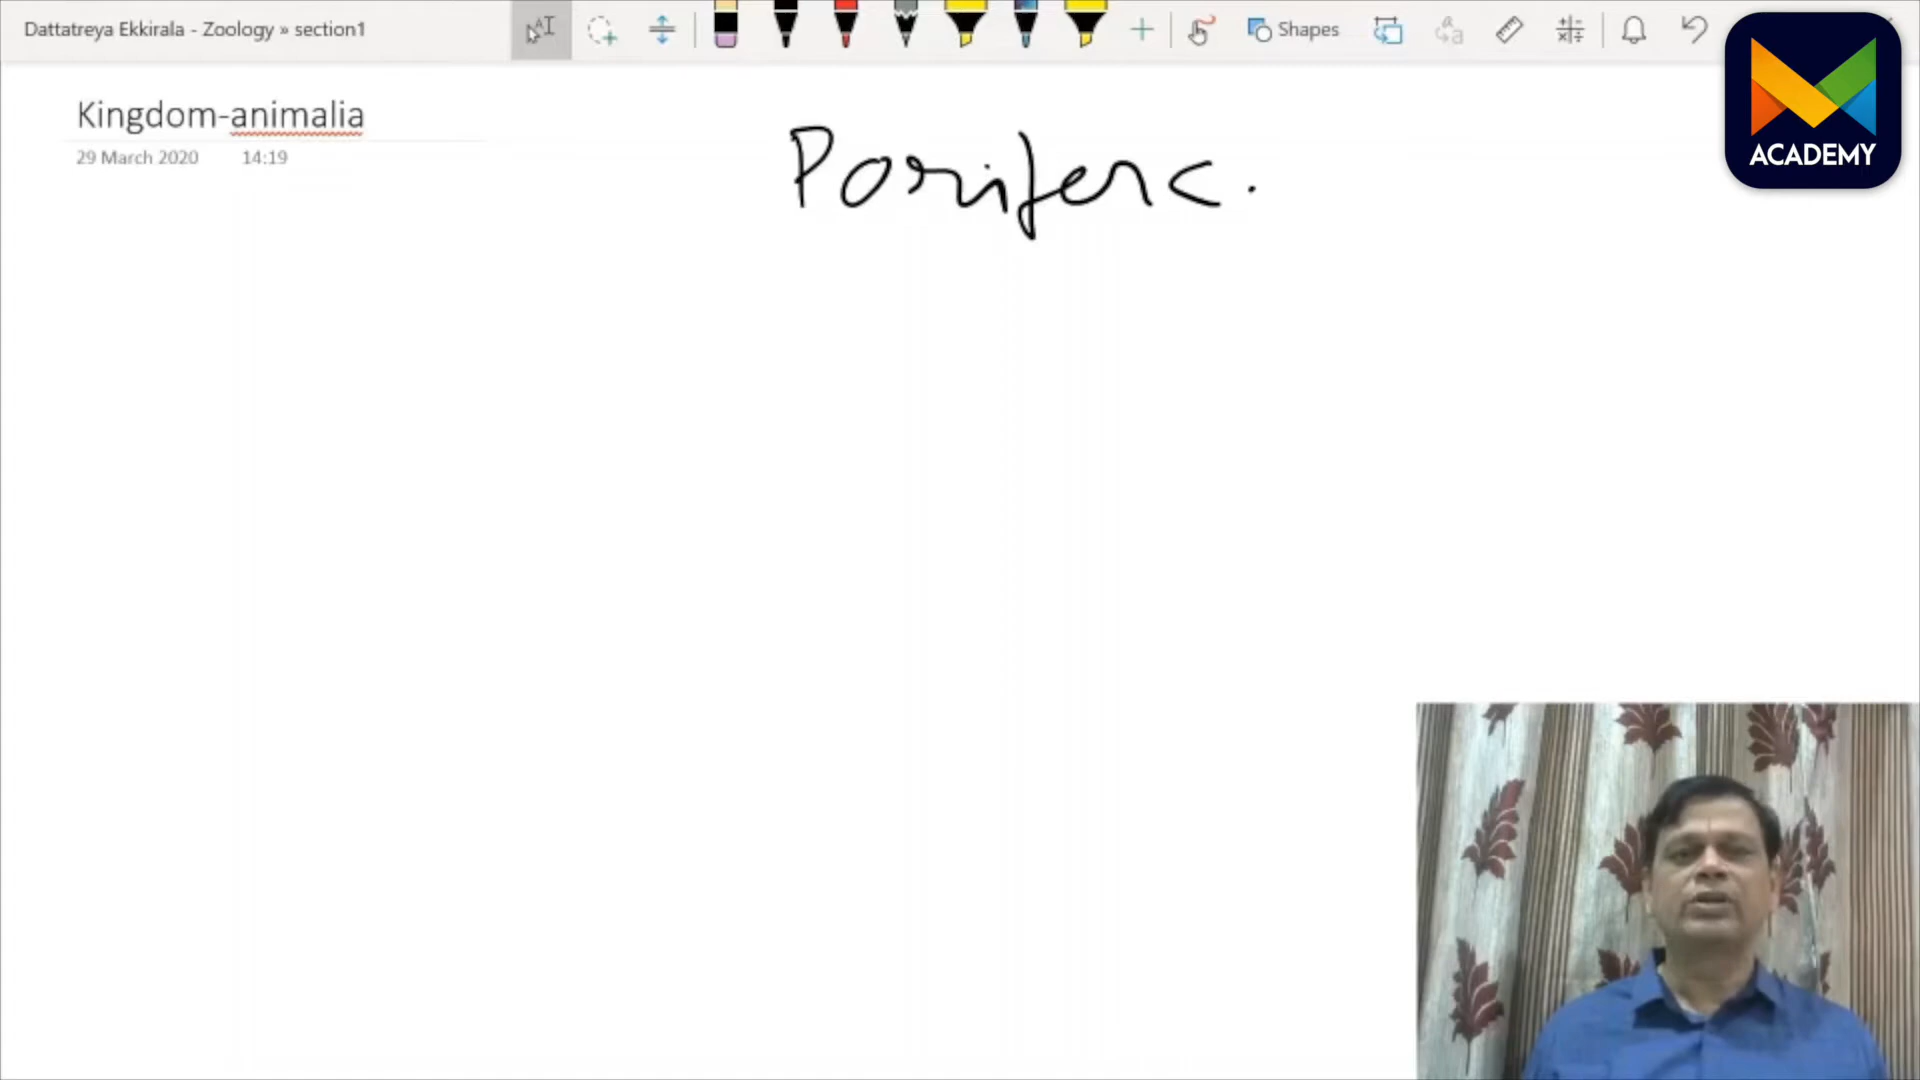 Dattatreya Ekkirala - Zoology » section1
Shapes
ACADEMY
Kingdom-animalia
29 March 2020 14:19
Porifera.